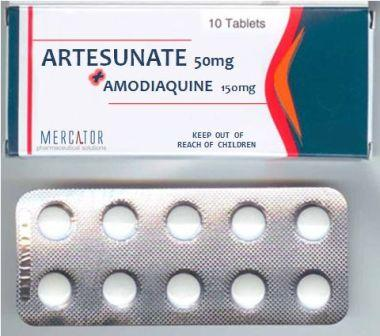 10 Tablets
ARTESUNATE 50mg
+
AMODIAQUINE 150mg
MERCATOR
pharmaceutical solutions
KEEP OUT OF
REACH OF CHILDREN